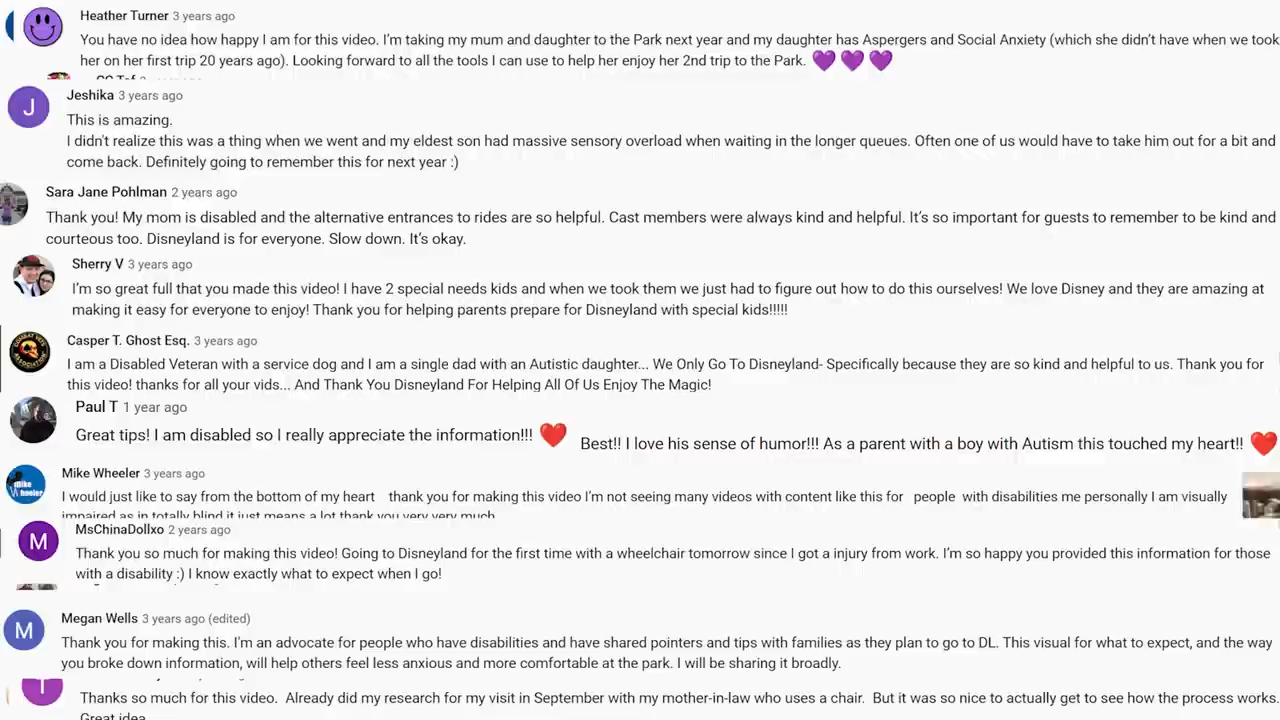 Heather Turner 3 years ago
You have no idea how happy I am for this video. I'm taking my mum and daughter to the Park next year and my daughter has Aspergers and Social Anxiety (which she didn't have when we took
her on her first trip 20 years ago). Looking forward to all the tools I can use to help her enjoy her 2nd trip to the Park. 💜 💜 💜
J
Jeshika 3 years ago
This is amazing.
I didn't realize this was a thing when we went and my eldest son had massive sensory overload when waiting in the longer queues. Often one of us would have to take him out for a bit and
come back. Definitely going to remember this for next year :)
Sara Jane Pohlman 2 years ago
Thank you! My mom is disabled and the alternative entrances to rides are so helpful. Cast members were always kind and helpful. It's so important for guests to remember to be kind and
courteous too. Disneyland is for everyone. Slow down. It's okay.
Sherry V 3 years ago
I'm so great full that you made this video! I have 2 special needs kids and when we took them we just had to figure out how to do this ourselves! We love Disney and they are amazing at
making it easy for everyone to enjoy! Thank you for helping parents prepare for Disneyland with special kids!!!!!
Casper T. Ghost Esq. 3 years ago
I am a Disabled Veteran with a service dog and I am a single dad with an Autistic daughter... We Only Go To Disneyland- Specifically because they are so kind and helpful to us. Thank you for
this video! thanks for all your vids... And Thank You Disneyland For Helping All Of Us Enjoy The Magic!
Paul T 1 year ago
Great tips! I am disabled so I really appreciate the information!!! ❤️
Best!! I love his sense of humor!!! As a parent with a boy with Autism this touched my heart!! ❤️
Mike Wheeler
Mike Wheeler 3 years ago
I would just like to say from the bottom of my heart thank you for making this video I'm not seeing many videos with content like this for people with disabilities me personally I am visually
impaired as in totally blind it just means a lot thank you very very much
M
MsChinaDollxo 2 years ago
Thank you so much for making this video! Going to Disneyland for the first time with a wheelchair tomorrow since I got a injury from work. I'm so happy you provided this information for those
with a disability :) I know exactly what to expect when I go!
M
Megan Wells 3 years ago (edited)
Thank you for making this. I'm an advocate for people who have disabilities and have shared pointers and tips with families as they plan to go to DL. This visual for what to expect, and the way
you broke down information, will help others feel less anxious and more comfortable at the park. I will be sharing it broadly.
Thanks so much for this video. Already did my research for my visit in September with my mother-in-law who uses a chair. But it was so nice to actually get to see how the process works.
Great idea